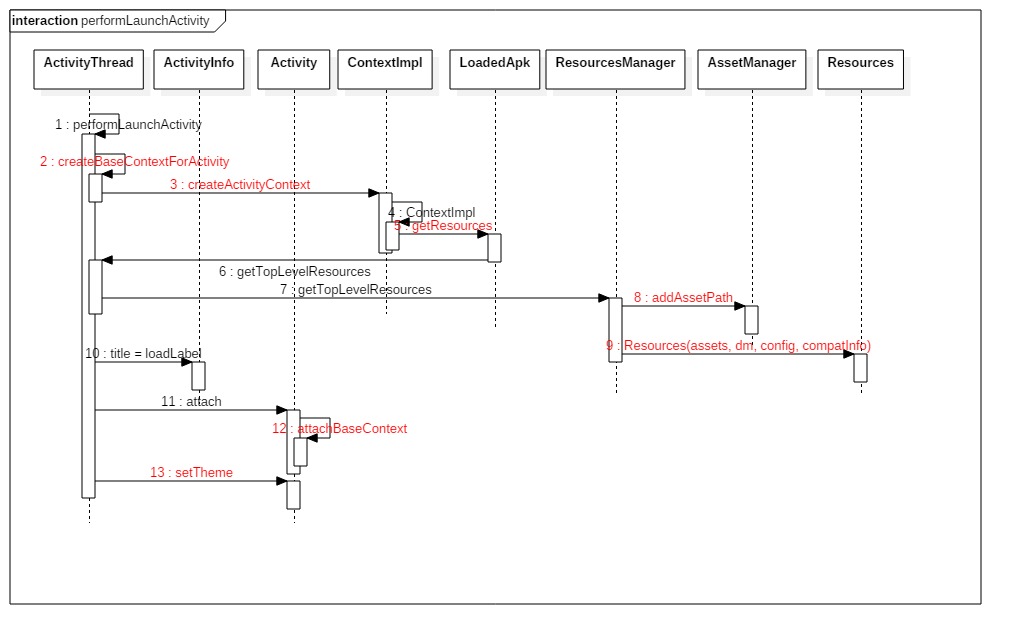 interaction performLaunchActivity
ActivityThread
ActivityInfo
Activity
ContextImpl
LoadedApk
ResourcesManager
AssetManager
Resources
1 : performLaunchActivity
2 : createBaseContextForActivity
3 : createActivityContext
4 : ContextImpl
5 : getResources
6 : getTopLevelResources
7 : getTopLevelResources
8 : addAssetPath
9 : Resources(assets, dm, config, compatInfo)
10 : title = loadLabel
11 : attach
12 : attachBaseContext
13 : setTheme